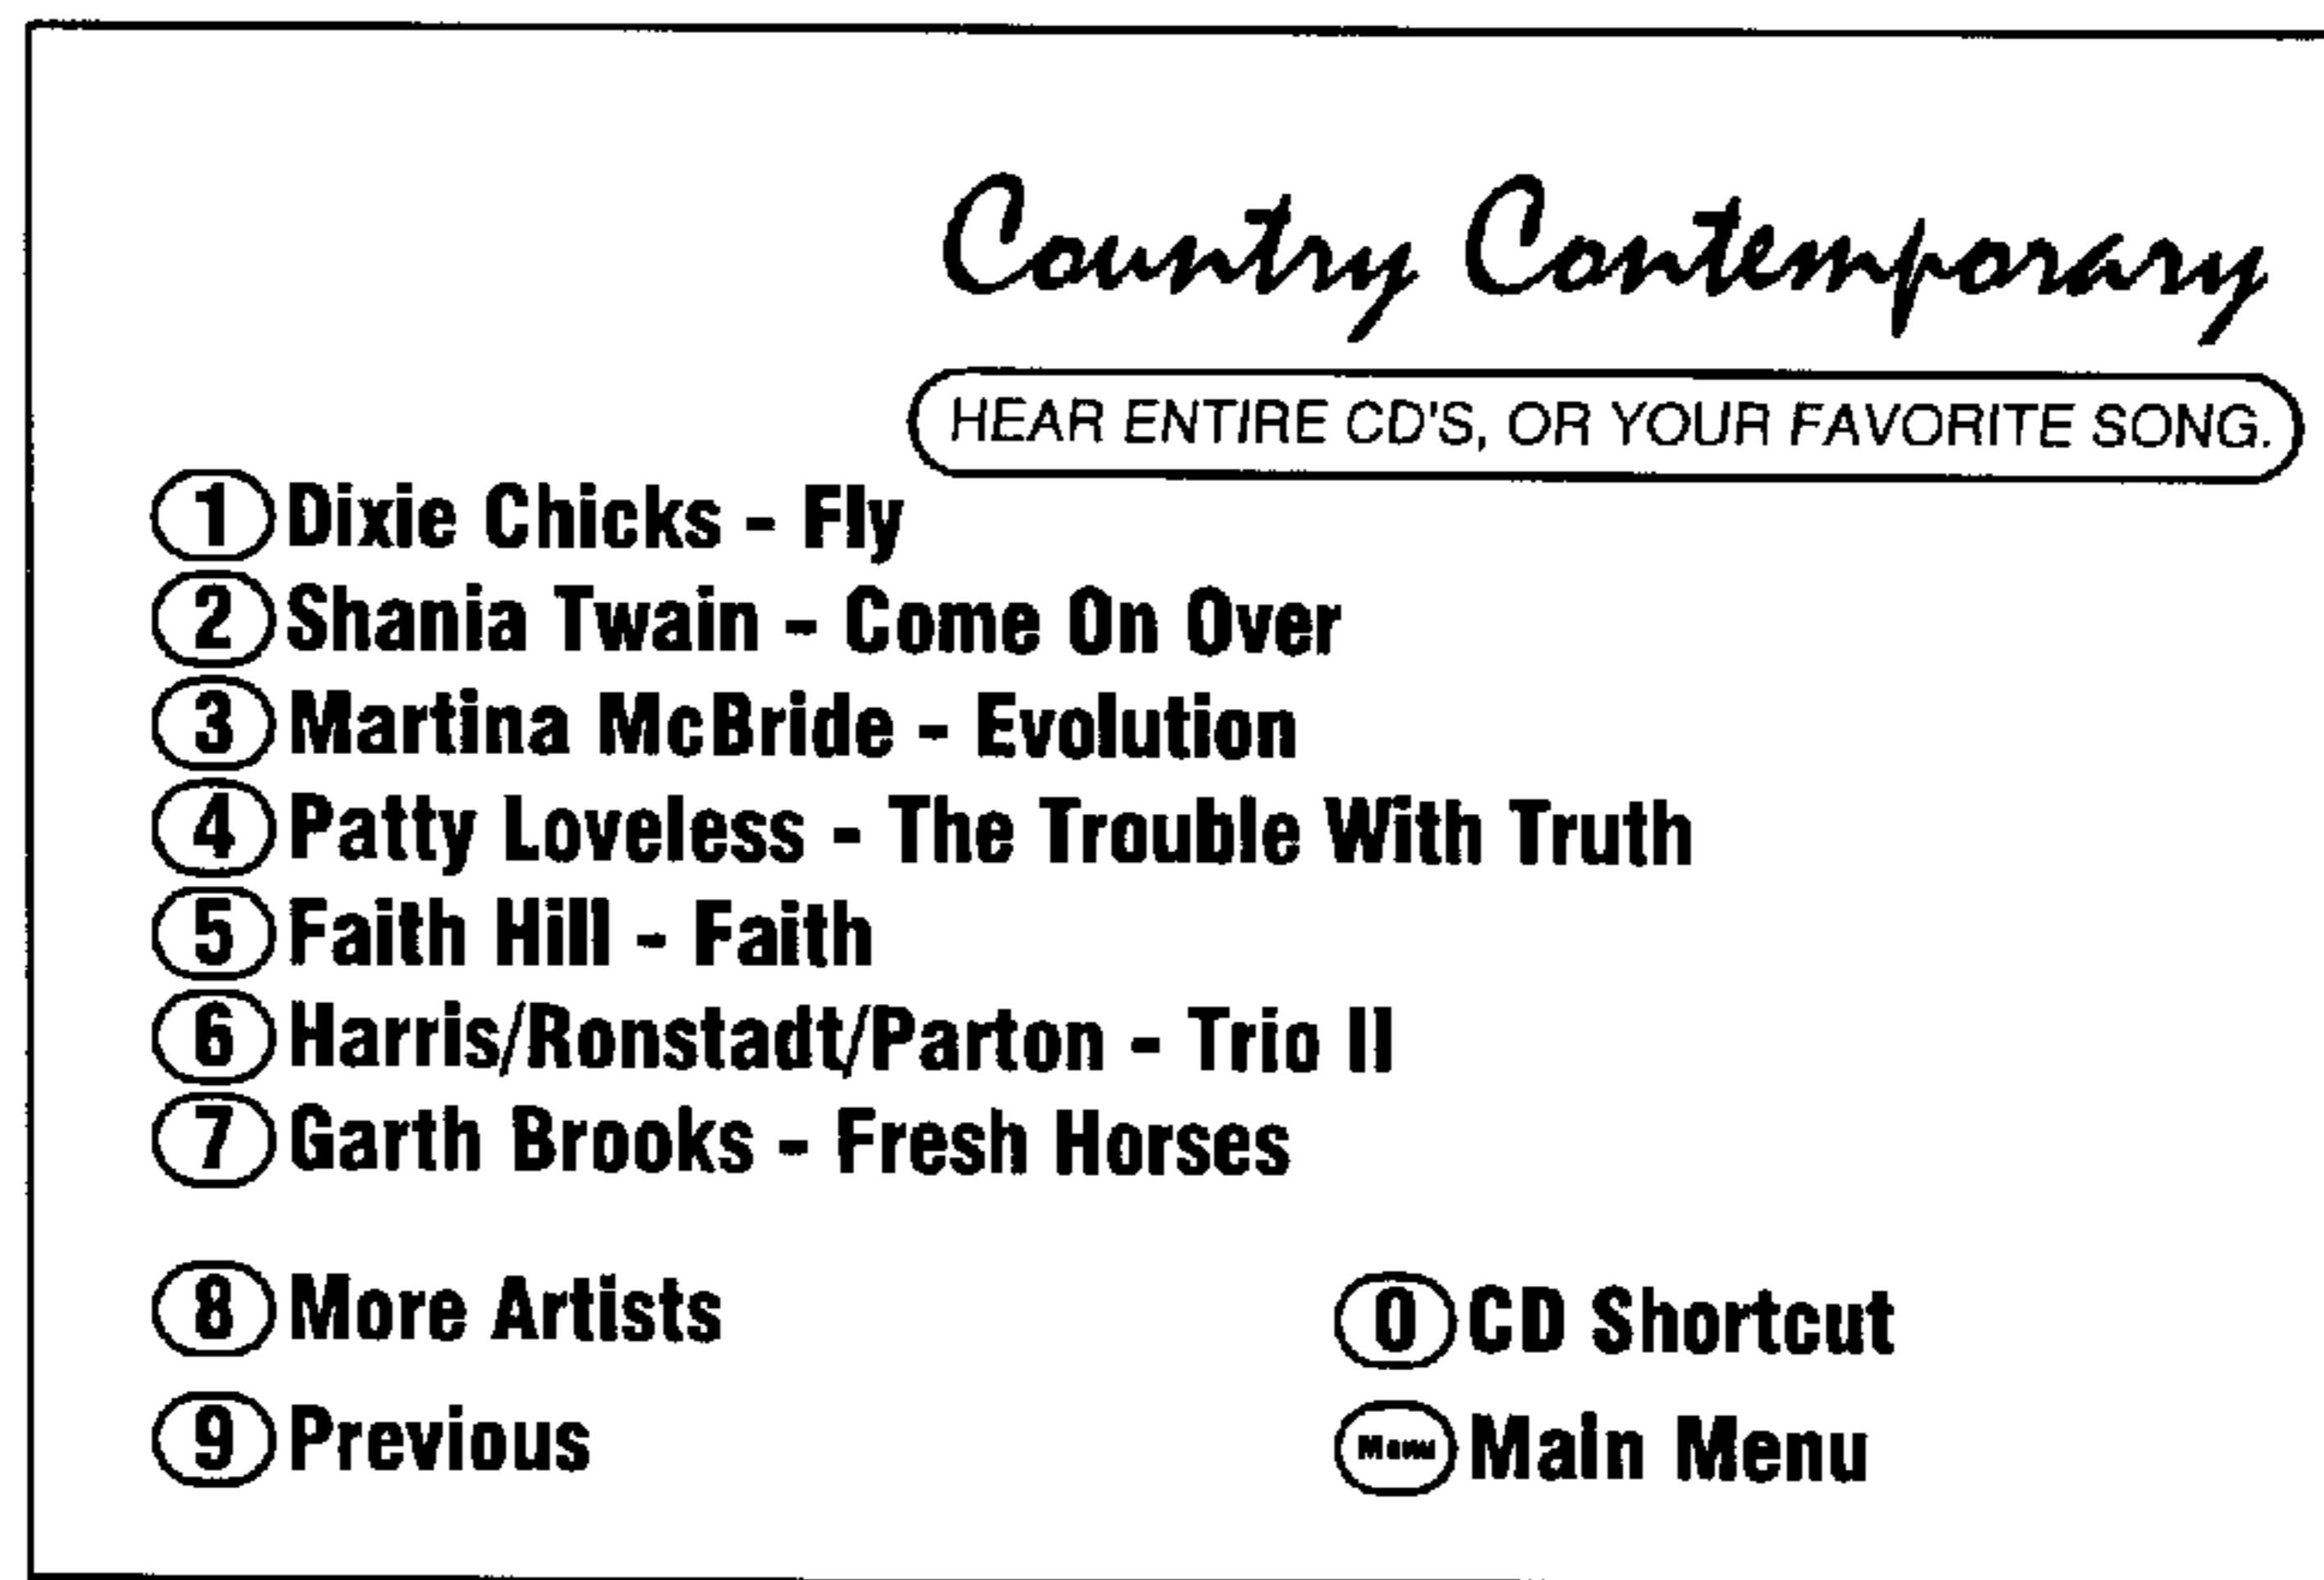 Country Contemporary
HEAR ENTIRE CD'S, OR YOUR FAVORITE SONG.
1 Dixie Chicks - Fly
2 Shania Twain - Come On Over
3 Martina McBride - Evolution
4 Patty Loveless - The Trouble With Truth
5 Faith Hill - Faith
6 Harris/Ronstadt/Parton - Trio II
7 Garth Brooks - Fresh Horses
8 More Artists
0 CD Shortcut
9 Previous
Menu Main Menu